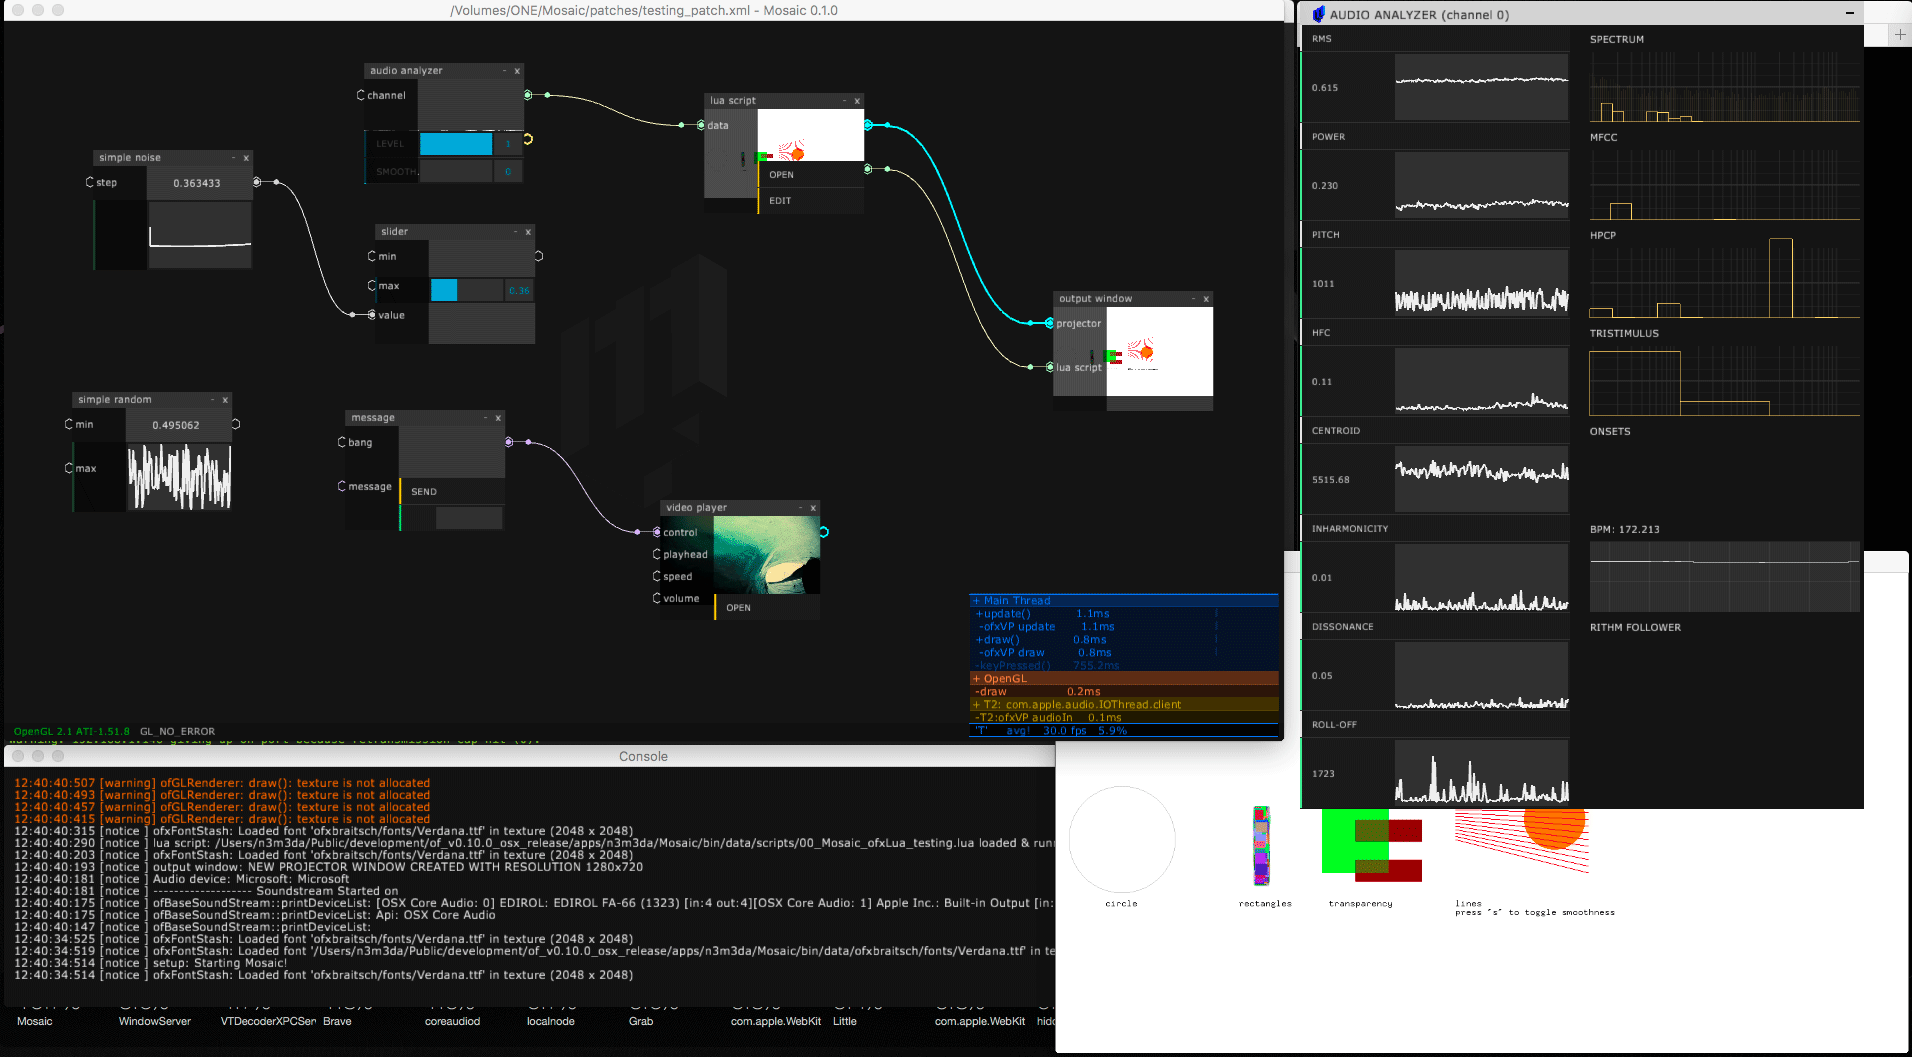 /Volumes/ONE/Mosaic/patches/testing_patch.xml - Mosaic 0.1.0
audio analyzer - x
channel
LEVEL 1
SMOOTH. 0
lua script - x
data
OPEN
EDIT
simple noise - x
step 0.363433
slider - x
min
max 0.36
value
output window - x
projector
lua script
simple random - x
min 0.495062
max
message - x
bang
message SEND
video player - x
control
playhead
speed
volume
OPEN
+ Main Thread
+update() 1.1ms
-ofxVP update 1.1ms
+draw() 0.8ms
-ofxVP draw 0.8ms
-keyPressed() 755.2ms
+ OpenGL
-draw 0.2ms
+ T2: com.apple.audio.IOThread.client
-T2:ofxVP audioIn 0.1ms
'T' avg! 30.0 fps 5.9%
OpenGL 2.1 ATI-1.51.8 GL_NO_ERROR
Console
12:40:40:507 [warning] ofGLRenderer: draw(): texture is not allocated
12:40:40:493 [warning] ofGLRenderer: draw(): texture is not allocated
12:40:40:457 [warning] ofGLRenderer: draw(): texture is not allocated
12:40:40:415 [warning] ofGLRenderer: draw(): texture is not allocated
12:40:40:315 [notice ] ofxFontStash: Loaded font 'ofxbraitsch/fonts/Verdana.ttf' in texture (2048 x 2048)
12:40:40:290 [notice ] lua script: /Users/n3m3da/Public/development/of_v0.10.0_osx_release/apps/n3m3da/Mosaic/bin/data/scripts/00_Mosaic_ofxLua_testing.lua loaded & runn
12:40:40:203 [notice ] ofxFontStash: Loaded font 'ofxbraitsch/fonts/Verdana.ttf' in texture (2048 x 2048)
12:40:40:193 [notice ] output window: NEW PROJECTOR WINDOW CREATED WITH RESOLUTION 1280x720
12:40:40:181 [notice ] Audio device: Microsoft: Microsoft
12:40:40:181 [notice ] ------------------- Soundstream Started on
12:40:40:175 [notice ] ofBaseSoundStream::printDeviceList: [OSX Core Audio: 0] EDIROL: EDIROL FA-66 (1323) [in:4 out:4][OSX Core Audio: 1] Apple Inc.: Built-in Output [in:
12:40:40:175 [notice ] ofBaseSoundStream::printDeviceList: Api: OSX Core Audio
12:40:40:147 [notice ] ofBaseSoundStream::printDeviceList:
12:40:34:525 [notice ] ofxFontStash: Loaded font 'ofxbraitsch/fonts/Verdana.ttf' in texture (2048 x 2048)
12:40:34:519 [notice ] ofxFontStash: Loaded font '/Users/n3m3da/Public/development/of_v0.10.0_osx_release/apps/n3m3da/Mosaic/bin/data/ofxbraitsch/fonts/Verdana.ttf' in te
12:40:34:514 [notice ] setup: Starting Mosaic!
12:40:34:514 [notice ] ofxFontStash: Loaded font 'ofxbraitsch/fonts/Verdana.ttf' in texture (2048 x 2048)
Mosaic WindowServer VTDecoderXPCSer Brave coreaudiod localnode Grab com.apple.WebKit Little com.apple.WebKit
AUDIO ANALYZER (channel 0)
RMS
0.615
POWER
0.230
PITCH
1011
HFC
0.11
CENTROID
5515.68
INHARMONICITY
0.01
DISSONANCE
0.05
ROLL-OFF
1723
SPECTRUM
MFCC
HPCP
TRISTIMULUS
ONSETS
BPM: 172.213
RITHM FOLLOWER
circle
rectangles
transparency
lines
press "s" to toggle smoothness